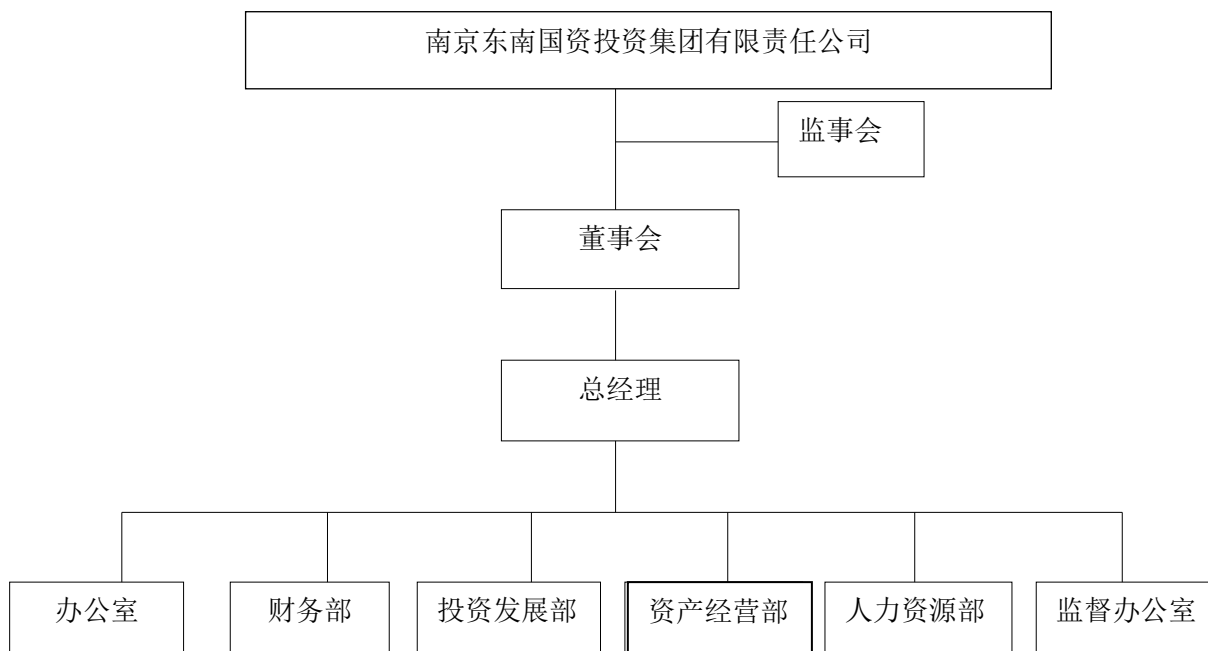 南京东南国资投资集团有限责任公司
监事会
董事会
总经理
办公室
财务部
投资发展部
资产经营部
人力资源部
监督办公室